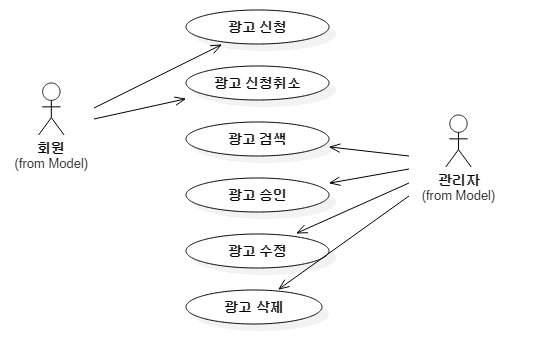 광고 신청
광고 신청취소
회원
(from Model)
광고 검색
관리자
(from Model)
광고 승인
광고 수정
광고 삭제